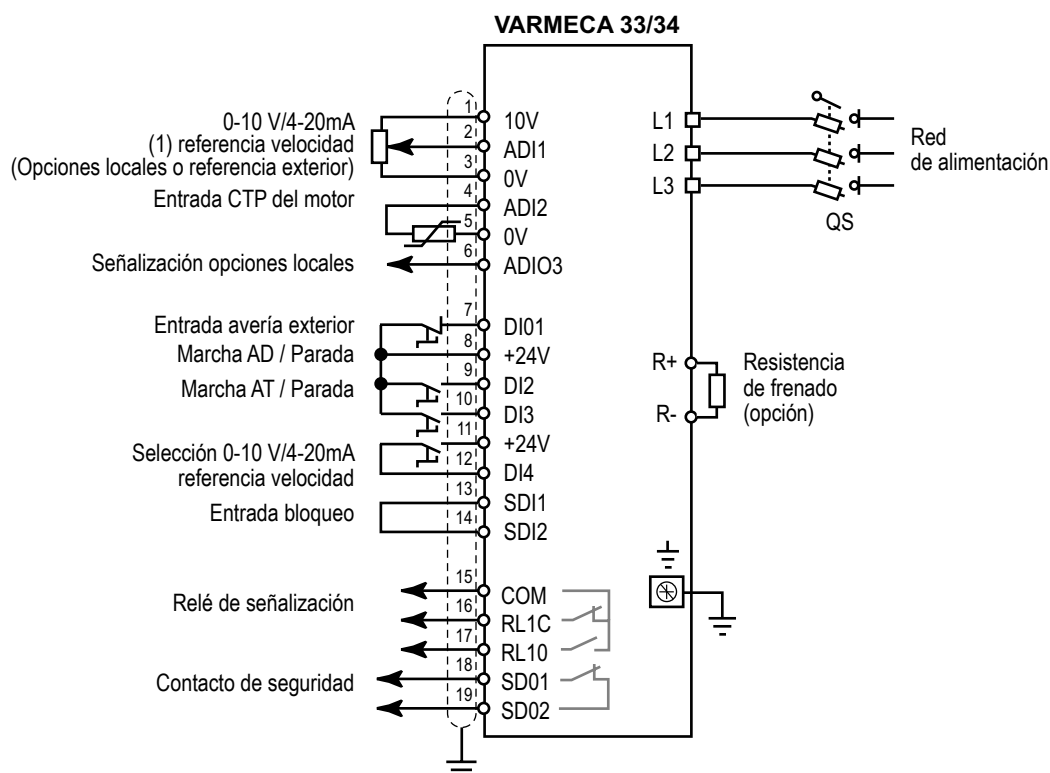 VARMECA 33/34
0-10 V/4-20mA
(1) referencia velocidad
(Opciones locales o referencia exterior)
Entrada CTP del motor
Señalización opciones locales
Entrada avería exterior
Marcha AD / Parada
Marcha AT / Parada
Selección 0-10 V/4-20mA
referencia velocidad
Entrada bloqueo
Relé de señalización
Contacto de seguridad
1 10V
2 ADI1
3 0V
4 ADI2
5 0V
6 ADIO3
7 DI01
8 +24V
9 DI2
10 DI3
11 +24V
12 DI4
13 SDI1
14 SDI2
15 COM
16 RL1C
17 RL10
18 SD01
19 SD02
L1
L2
L3
QS
Red
de alimentación
R+
R-
Resistencia
de frenado
(opción)